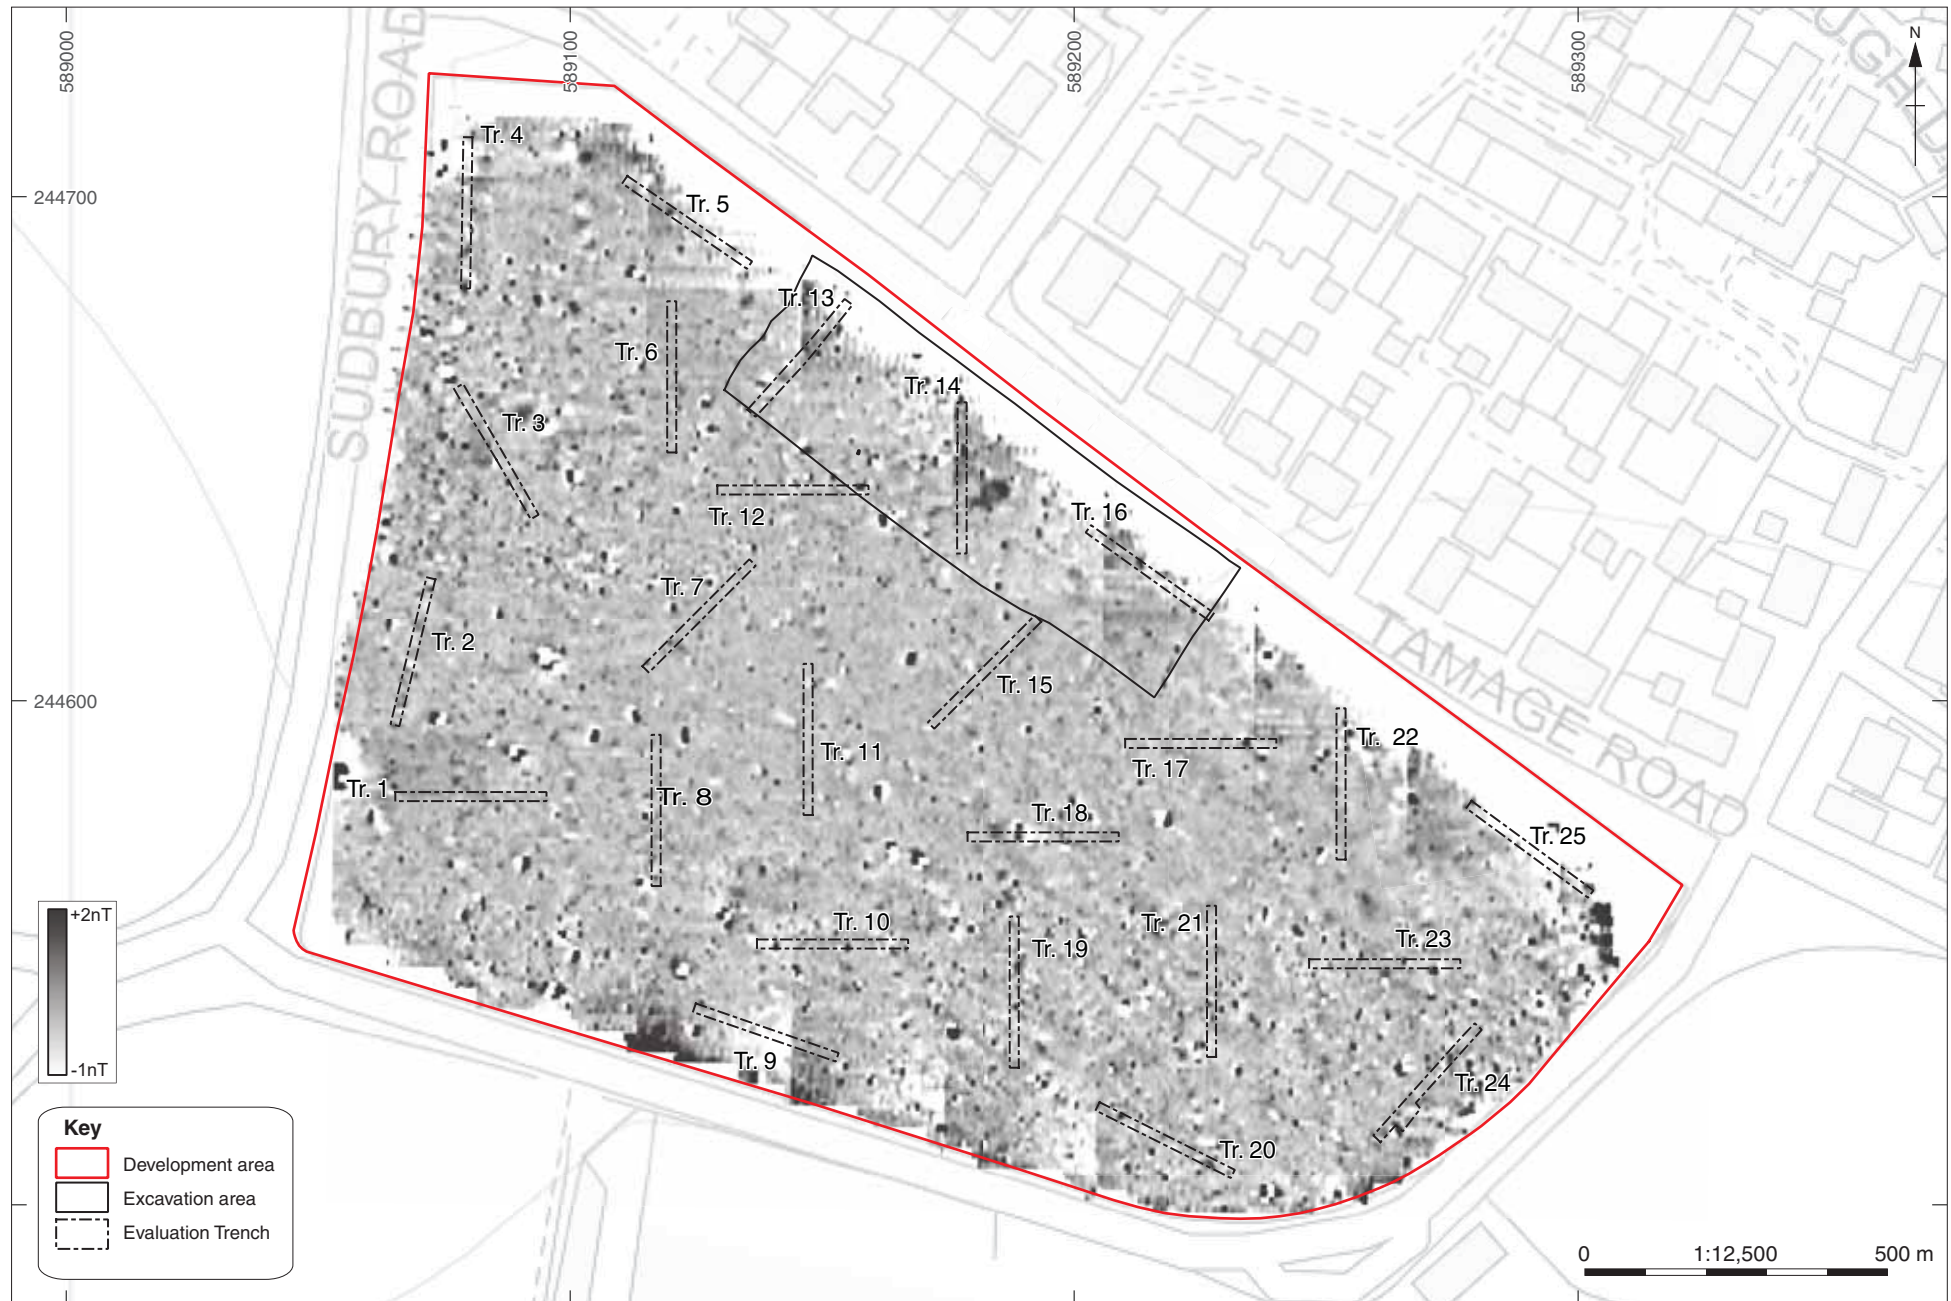 589000
589100
589200
589300
N
SUDBURY ROAD
Tr. 4
244700
Tr. 5
Tr. 13
Tr. 6
Tr. 14
Tr. 3
Tr. 12
Tr. 16
Tr. 7
TAMAGE ROAD
Tr. 2
Tr. 15
244600
Tr. 11
Tr. 22
Tr. 17
Tr. 1
Tr. 8
Tr. 18
Tr. 25
+2nT
Tr. 10
Tr. 21
Tr. 19
Tr. 23
-1nT
Tr. 9
Tr. 24
Tr. 20
Key
Development area
Excavation area
Evaluation Trench
0 1:12,500 500 m